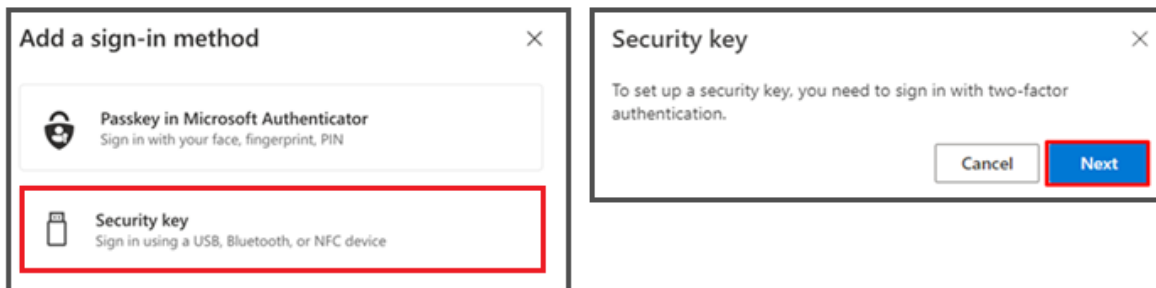 Add a sign-in method
Passkey in Microsoft Authenticator
Sign in with your face, fingerprint, PIN
Security key
Sign in using a USB, Bluetooth, or NFC device
Security key
To set up a security key, you need to sign in with two-factor
authentication.
Cancel
Next